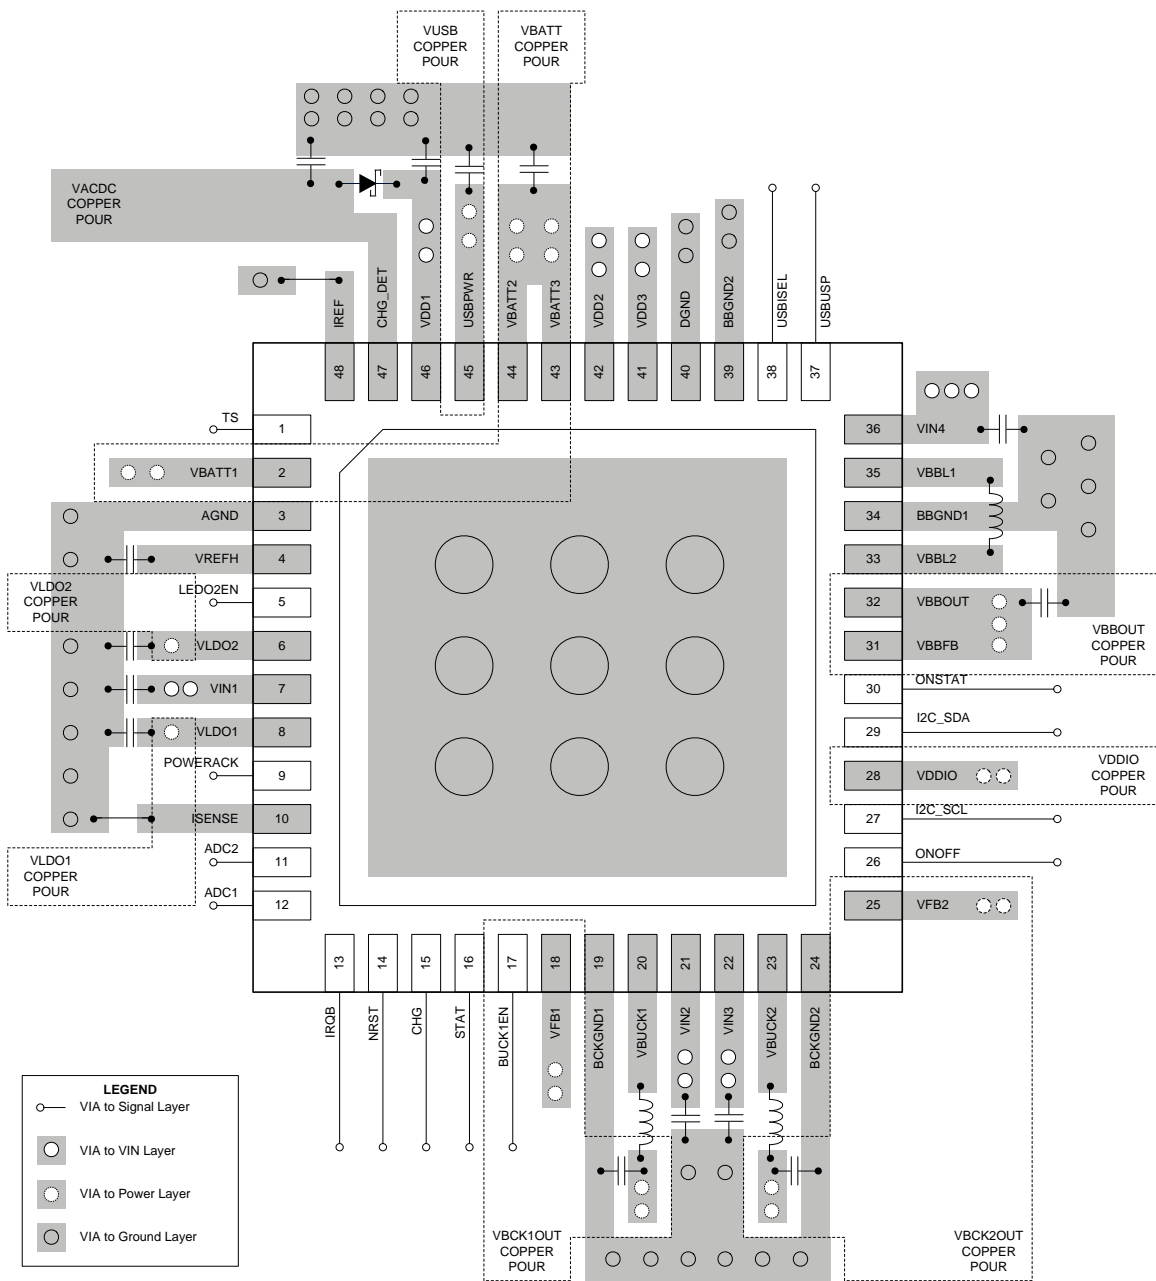 VUSB
COPPER
POUR
VBATT
COPPER
POUR
VACDC
COPPER
POUR
IREF
CHG_DET
VDD1
USBPWR
VBATT2
VBATT3
VDD2
VDD3
DGND
BBGND2
USBISEL
USBUSP
48
47
46
45
44
43
42
41
40
39
38
37
TS
1
VBATT1
2
AGND
3
VREFH
4
LEDO2EN
5
VLDO2
COPPER
POUR
VLDO2
6
VIN1
7
VLDO1
8
POWERACK
9
ISENSE
10
VLDO1
COPPER
POUR
ADC2
11
ADC1
12
36
VIN4
35
VBBL1
34
BBGND1
33
VBBL2
32
VBBOUT
31
VBBFB
VBBOUT
COPPER
POUR
30
ONSTAT
29
I2C_SDA
28
VDDIO
VDDIO
COPPER
POUR
27
I2C_SCL
26
ONOFF
25
VFB2
13
14
15
16
17
18
19
20
21
22
23
24
IRQB
NRST
CHG
STAT
BUCK1EN
VFB1
BCKGND1
VBUCK1
VIN2
VIN3
VBUCK2
BCKGND2
VBCK1OUT
COPPER
POUR
VBCK2OUT
COPPER
POUR
LEGEND
VIA to Signal Layer
VIA to VIN Layer
VIA to Power Layer
VIA to Ground Layer